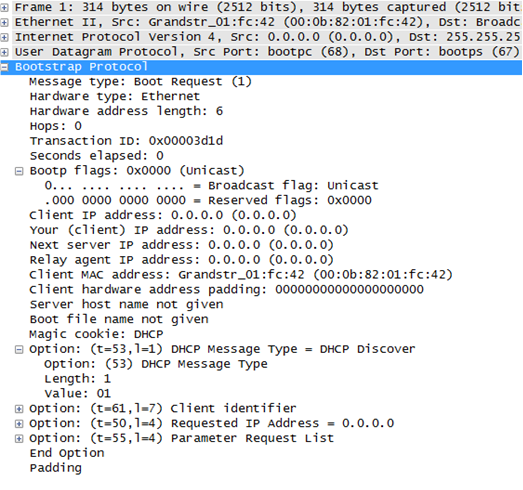 Frame 1: 314 bytes on wire (2512 bits), 314 bytes captured (2512 bit
Ethernet II, Src: Grandstr_01:fc:42 (00:0b:82:01:fc:42), Dst: Broadc
Internet Protocol Version 4, Src: 0.0.0.0 (0.0.0.0), Dst: 255.255.25
User Datagram Protocol, Src Port: bootpc (68), Dst Port: bootps (67)
Bootstrap Protocol
Message type: Boot Request (1)
Hardware type: Ethernet
Hardware address length: 6
Hops: 0
Transaction ID: 0x00003d1d
Seconds elapsed: 0
Bootp flags: 0x0000 (Unicast)
0... .... .... .... = Broadcast flag: Unicast
.000 0000 0000 0000 = Reserved flags: 0x0000
Client IP address: 0.0.0.0 (0.0.0.0)
Your (client) IP address: 0.0.0.0 (0.0.0.0)
Next server IP address: 0.0.0.0 (0.0.0.0)
Relay agent IP address: 0.0.0.0 (0.0.0.0)
Client MAC address: Grandstr_01:fc:42 (00:0b:82:01:fc:42)
Client hardware address padding: 00000000000000000000
Server host name not given
Boot file name not given
Magic cookie: DHCP
Option: (t=53,l=1) DHCP Message Type = DHCP Discover
Option: (53) DHCP Message Type
Length: 1
Value: 01
Option: (t=61,l=7) Client identifier
Option: (t=50,l=4) Requested IP Address = 0.0.0.0
Option: (t=55,l=4) Parameter Request List
End Option
Padding